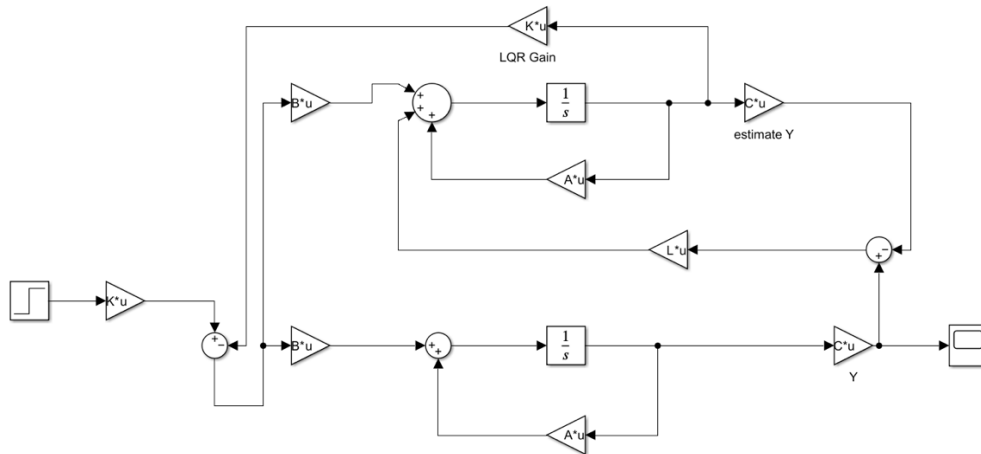 K*u
LQR Gain
B*u
+
+
+
1
s
C*u
estimate Y
A*u
L*u
+
−
K*u
+
−
B*u
+
+
1
s
C*u
Y
A*u